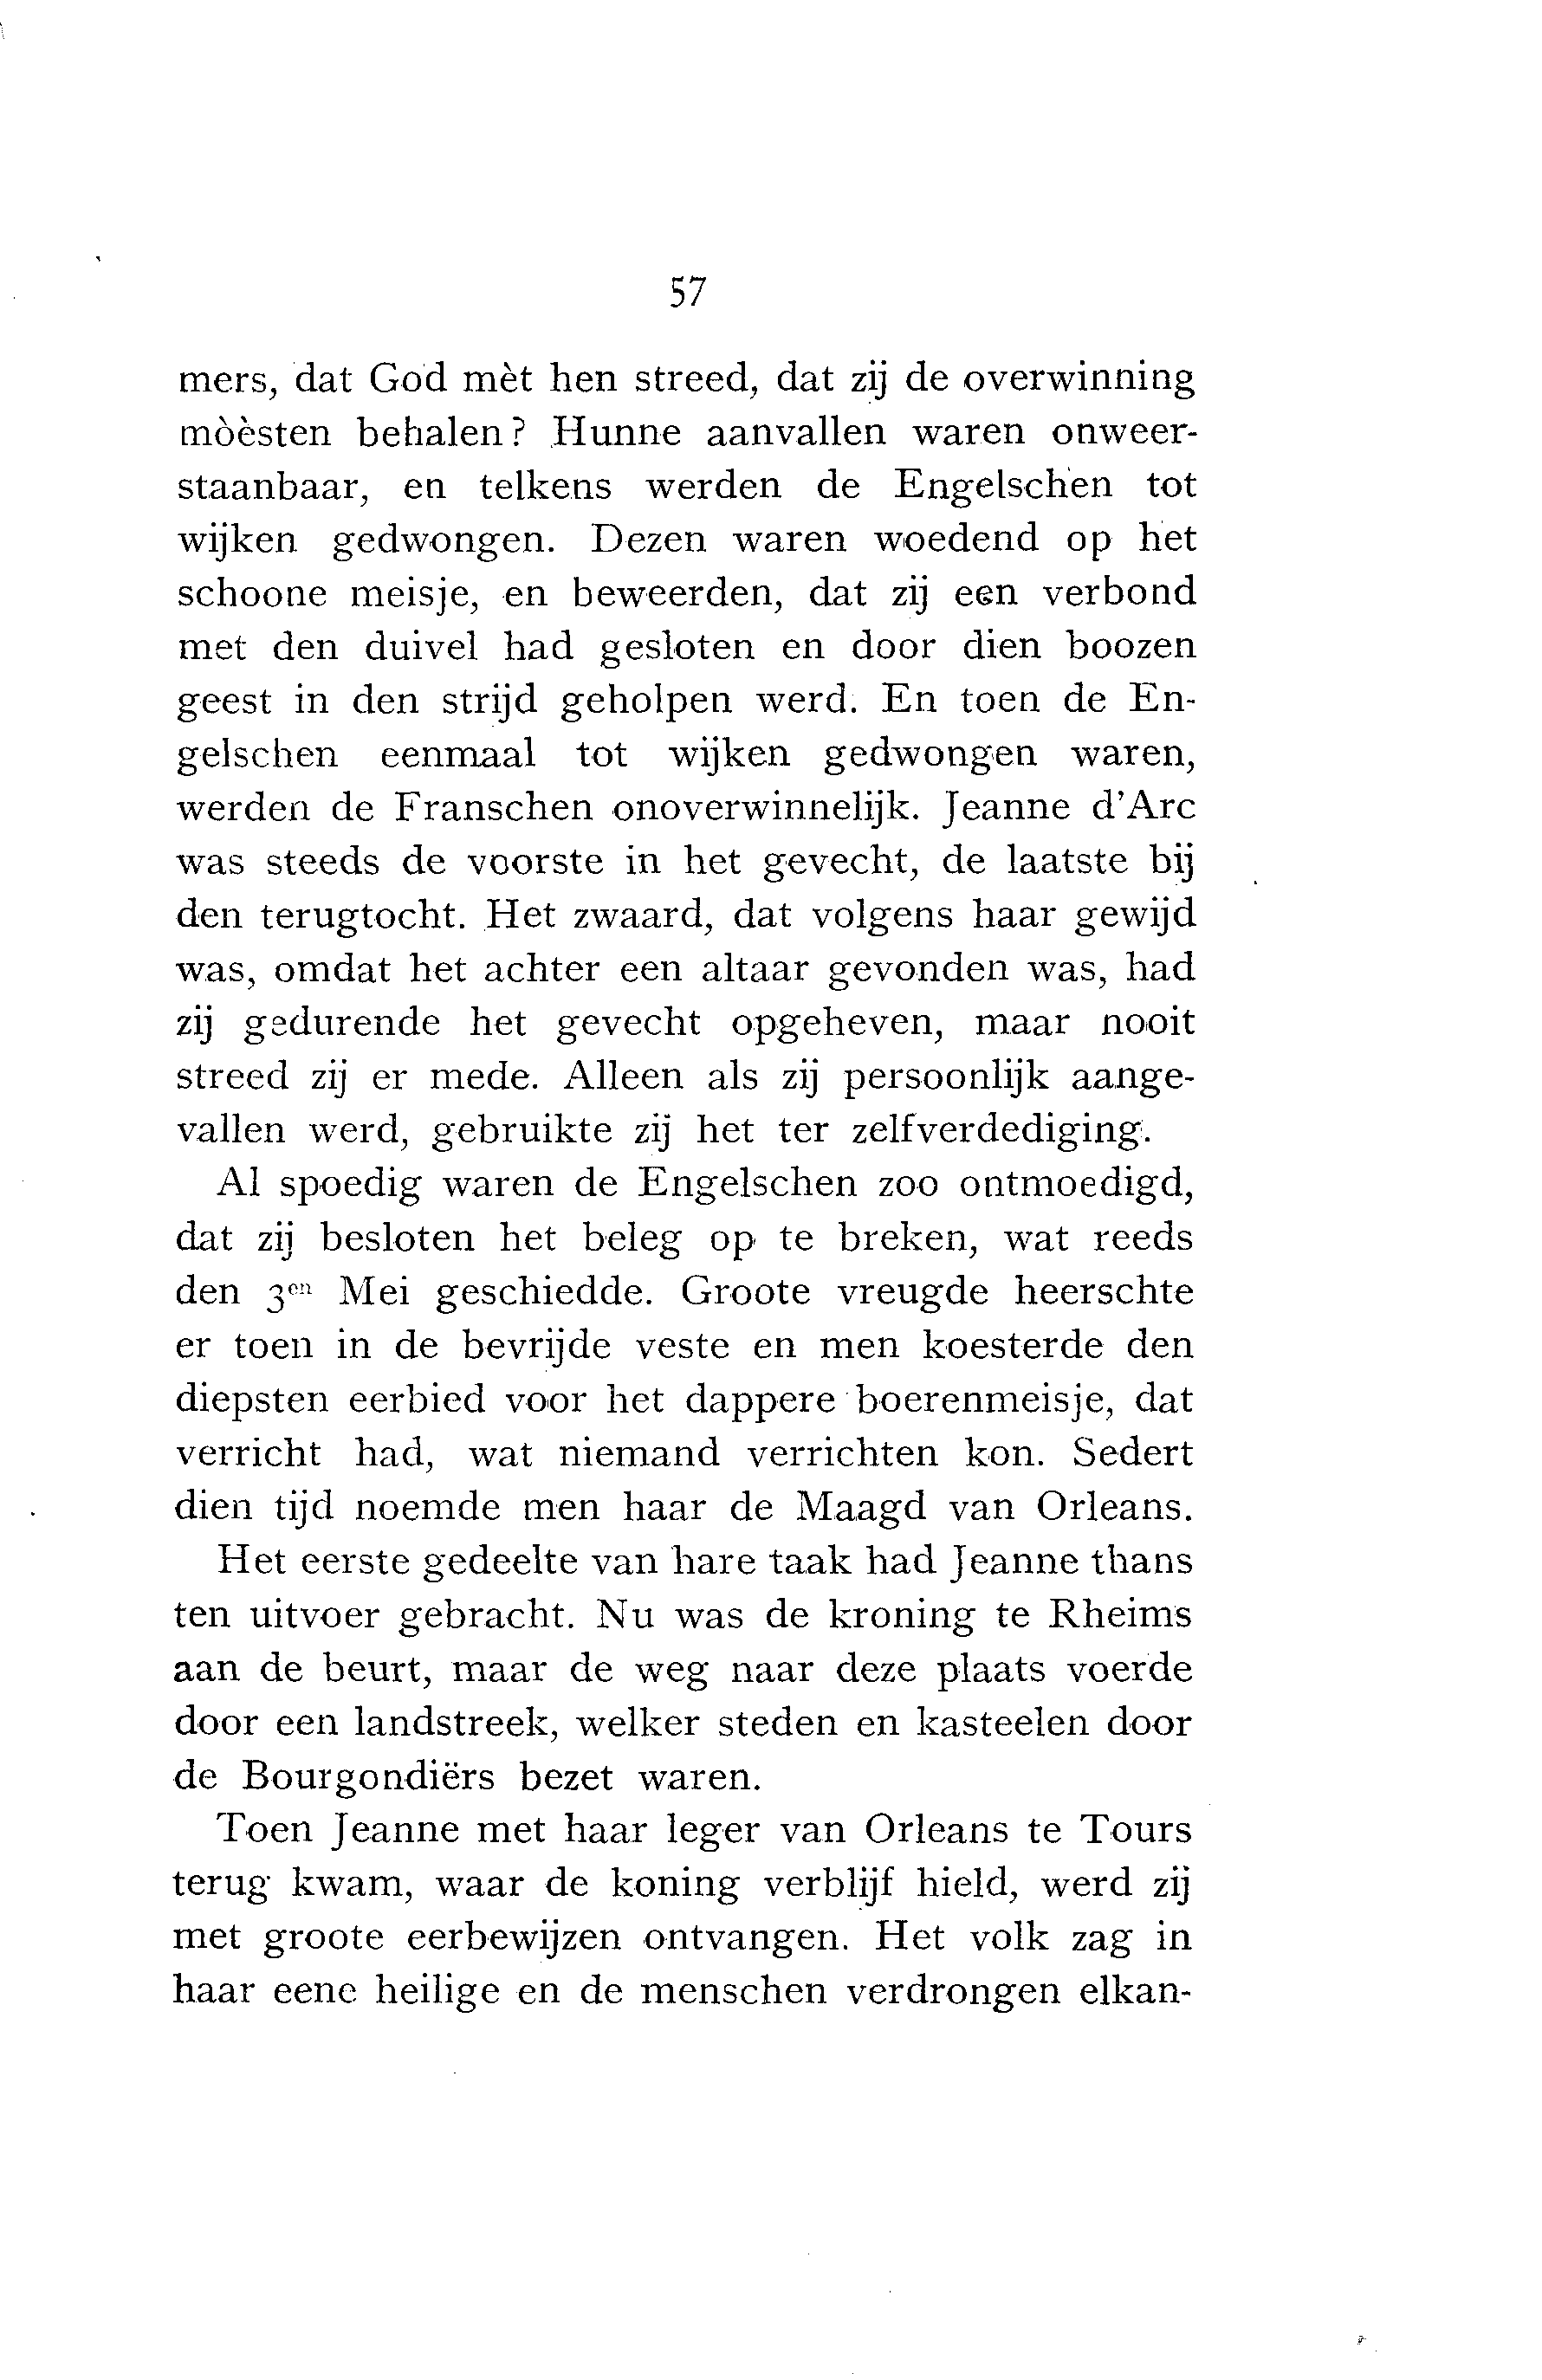 57
mers, dat God mèt hen streed, dat zij de overwinning
mòèsten behalen? Hunne aanvallen waren onweer-
staanbaar, en telkens werden de Engelschen tot
wijken gedwongen. Dezen waren woedend op het
schoone meisje, en beweerden, dat zij een verbond
met den duivel had gesloten en door dien boozen
geest in den strijd geholpen werd. En toen de En-
gelschen eenmaal tot wijken gedwongen waren,
werden de Franschen onoverwinnelijk. Jeanne d'Arc
was steeds de voorste in het gevecht, de laatste bij
den terugtocht. Het zwaard, dat volgens haar gewijd
was, omdat het achter een altaar gevonden was, had
zij gedurende het gevecht opgeheven, maar nooit
streed zij er mede. Alleen als zij persoonlijk aange-
vallen werd, gebruikte zij het ter zelfverdediging.
Al spoedig waren de Engelschen zoo ontmoedigd,
dat zij besloten het beleg op te breken, wat reeds
den 3en Mei geschiedde. Groote vreugde heerschte
er toen in de bevrijde veste en men koesterde den
diepsten eerbied voor het dappere boerenmeisje, dat
verricht had, wat niemand verrichten kon. Sedert
dien tijd noemde men haar de Maagd van Orleans.
Het eerste gedeelte van hare taak had Jeanne thans
ten uitvoer gebracht. Nu was de kroning te Rheims
aan de beurt, maar de weg naar deze plaats voerde
door een landstreek, welker steden en kasteelen door
de Bourgondiërs bezet waren.
Toen Jeanne met haar leger van Orleans te Tours
terug kwam, waar de koning verblijf hield, werd zij
met groote eerbewijzen ontvangen. Het volk zag in
haar eene heilige en de menschen verdrongen elkan-